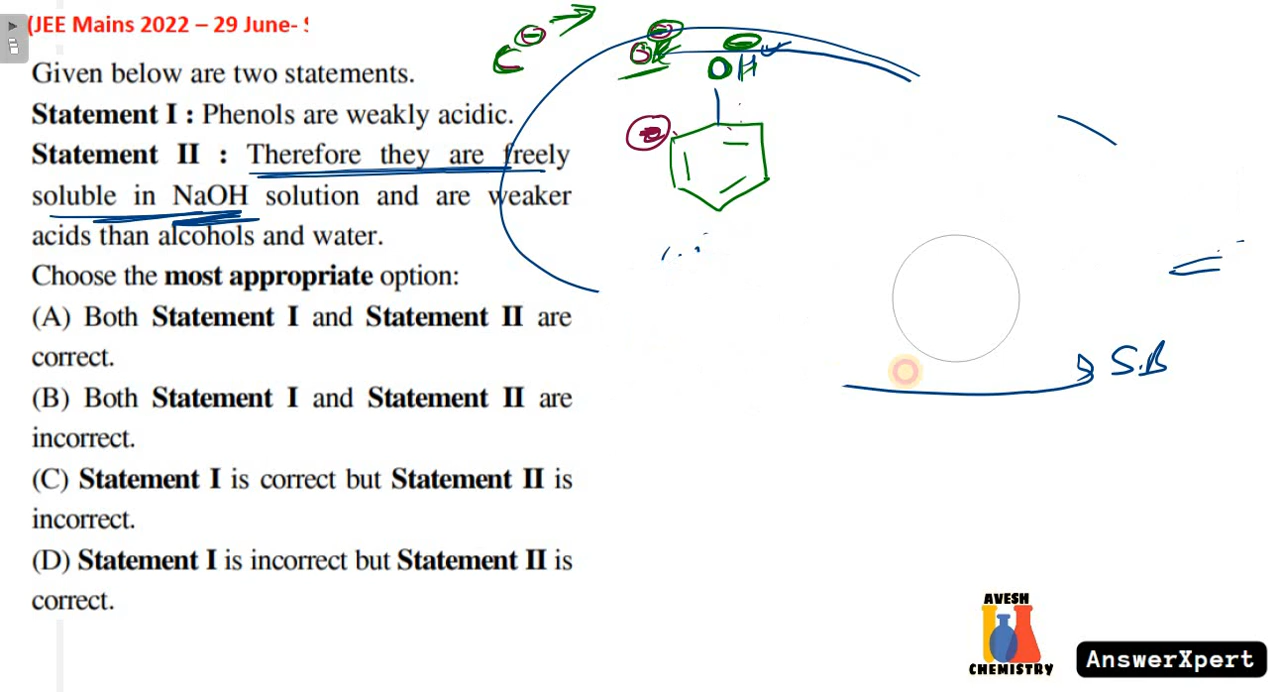 (JEE Mains 2022 – 29 June-
Given below are two statements.
Statement I : Phenols are weakly acidic.
Statement II : Therefore they are freely
soluble in NaOH solution and are weaker
acids than alcohols and water.
Choose the most appropriate option:
(A) Both Statement I and Statement II are
correct.
(B) Both Statement I and Statement II are
incorrect.
(C) Statement I is correct but Statement II is
incorrect.
(D) Statement I is incorrect but Statement II is
correct.
OH
S.B
AVESH
CHEMISTRY
AnswerXpert